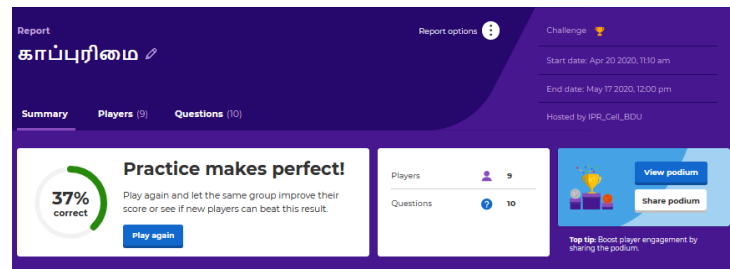 Report
காப்புரிமை
Report options
Summary
Players (9)
Questions (10)
Challenge
Start date: Apr 20 2020, 11:10 am
End date: May 17 2020, 12:00 pm
Hosted by IPR_Cell_BDU
37%
correct
Practice makes perfect!
Play again and let the same group improve their
score or see if new players can beat this result.
Play again
Players 9
Questions ? 10
View podium
Share podium
Top tip: Boost player engagement by
sharing the podium.